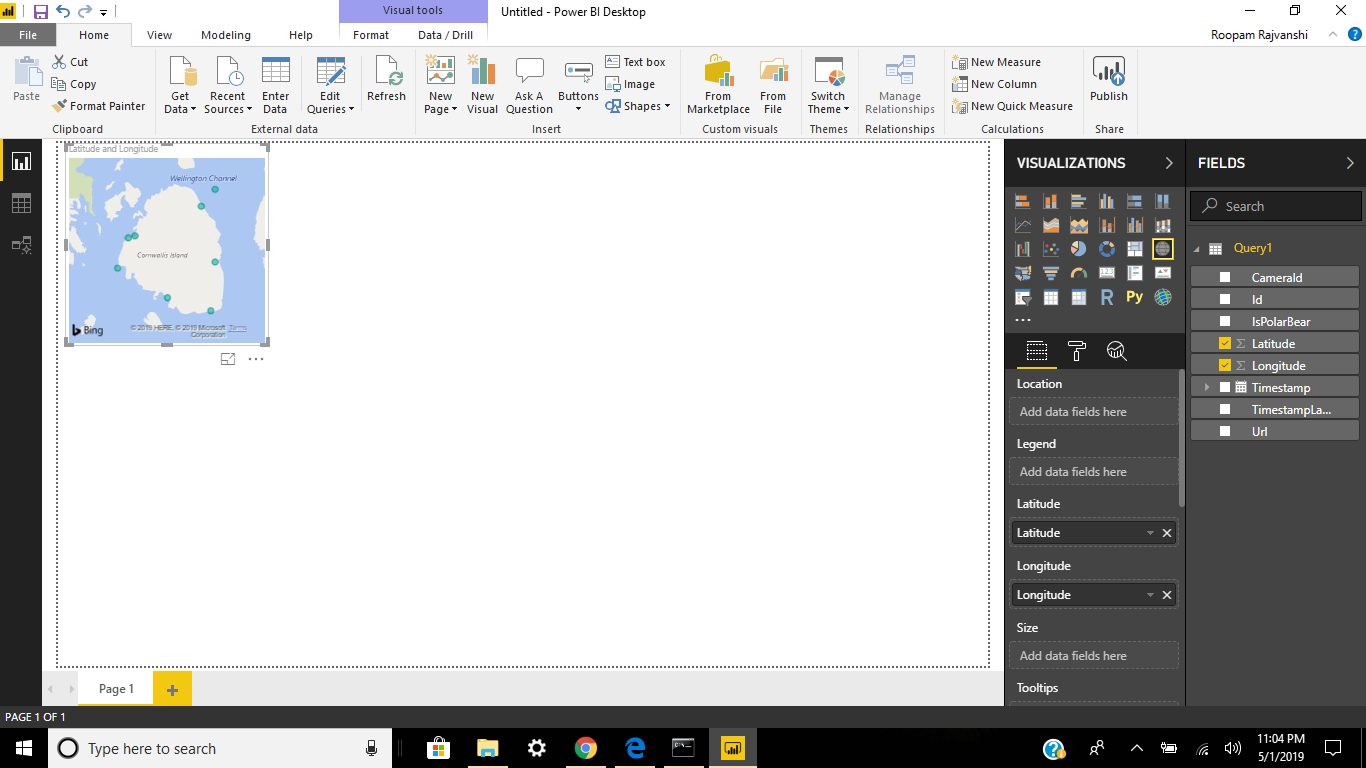 Visual tools
Untitled - Power BI Desktop
File
Home
View
Modeling
Help
Format
Data / Drill
Roopam Rajvanshi
?
Paste
Cut
Copy
Format Painter
Clipboard
Get Data
Recent Sources
Enter Data
Edit Queries
Refresh
External data
New Page
New Visual
Ask A Question
Buttons
Text box
Image
Shapes
Insert
From Marketplace
From File
Custom visuals
Switch Theme
Themes
Manage Relationships
Relationships
New Measure
New Column
New Quick Measure
Calculations
Publish
Share
Latitude and Longitude
Wellington Channel
Cornwallis Island
Bing
© 2019 HERE, © 2019 Microsoft Corporation Terms
VISUALIZATIONS
R
Py
Location
Add data fields here
Legend
Add data fields here
Latitude
Latitude
Longitude
Longitude
Size
Add data fields here
Tooltips
FIELDS
Search
Query1
CameraId
Id
IsPolarBear
Latitude
Longitude
Timestamp
TimestampLa...
Url
Page 1
PAGE 1 OF 1
Type here to search
11:04 PM
5/1/2019